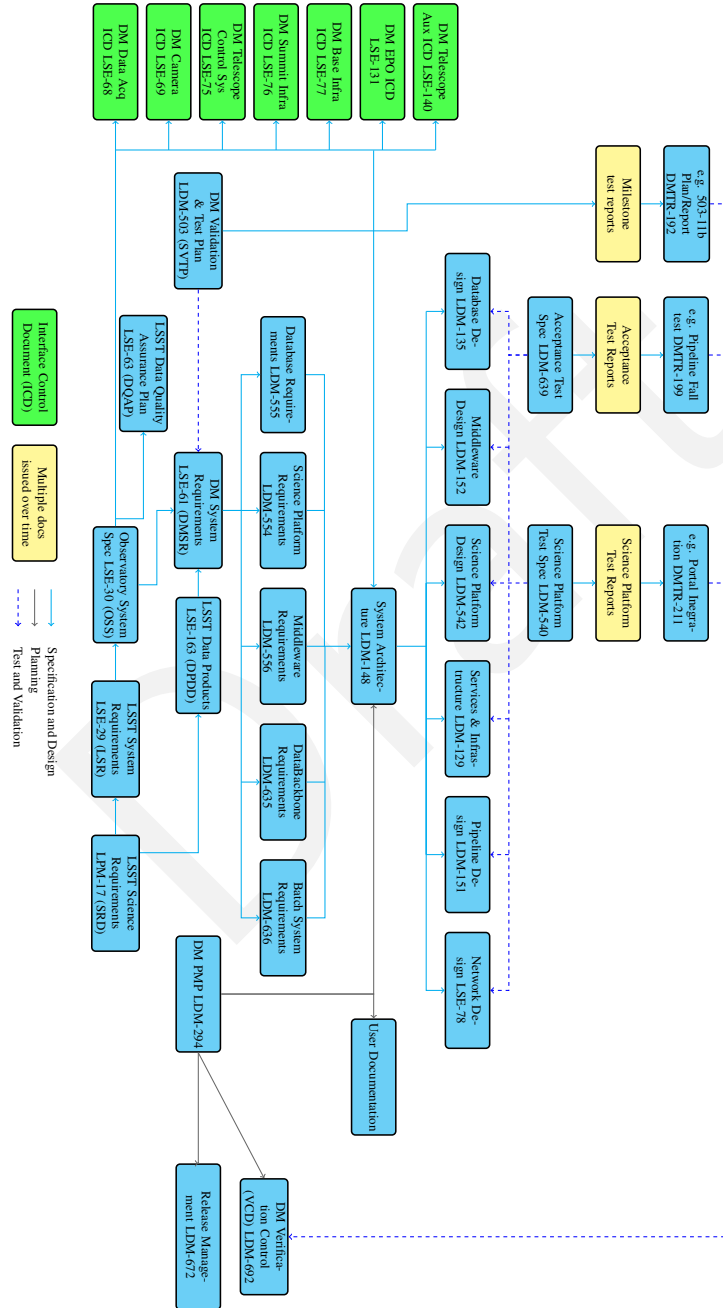 e.g. 503-11b
Plan/Report
DMTR-192
e.g. Pipeline Fall
test DMTR-199
e.g. Portal Inegra-
tion DMTR-211
Milestone
test reports
Acceptance
Test Reports
Science Platform
Test Reports
Acceptance Test
Spec LDM-639
Science Platform
Test Spec LDM-540
Database De-
sign LDM-135
Middleware
Design LDM-152
Science Platform
Design LDM-542
Services & Infras-
tructure LDM-129
Pipeline De-
sign LDM-151
Network De-
sign LSE-78
DM Telescope
Aux ICD LSE-140
DM EPO ICD
LSE-131
DM Base Infra
ICD LSE-77
DM Summit Infra
ICD LSE-76
DM Telescope
Control Sys
ICD LSE-75
DM Camera
ICD LSE-69
DM Data Acq
ICD LSE-68
System Architec-
ture LDM-148
User Documentation
Database Require-
ments LDM-555
Science Platform
Requirements
LDM-554
Middleware
Requirements
LDM-556
DataBackbone
Requirements
LDM-635
Batch System
Requirements
LDM-636
DM Verifica-
tion Control
(VCD) LDM-692
DM Validation
& Test Plan
LDM-503 (SVTP)
DM System
Requirements
LSE-61 (DMSR)
LSST Data Products
LSE-163 (DPDD)
DM PMP LDM-294
Release Manage-
ment LDM-672
LSST Data Quality
Assurance Plan
LSE-63 (DQAP)
Observatory System
Spec LSE-30 (OSS)
LSST System
Requirements
LSE-29 (LSR)
LSST Science
Requirements
LPM-17 (SRD)
Interface Control
Document (ICD)
Multiple docs
issued over time
Specification and Design
Planning
Test and Validation
Draft